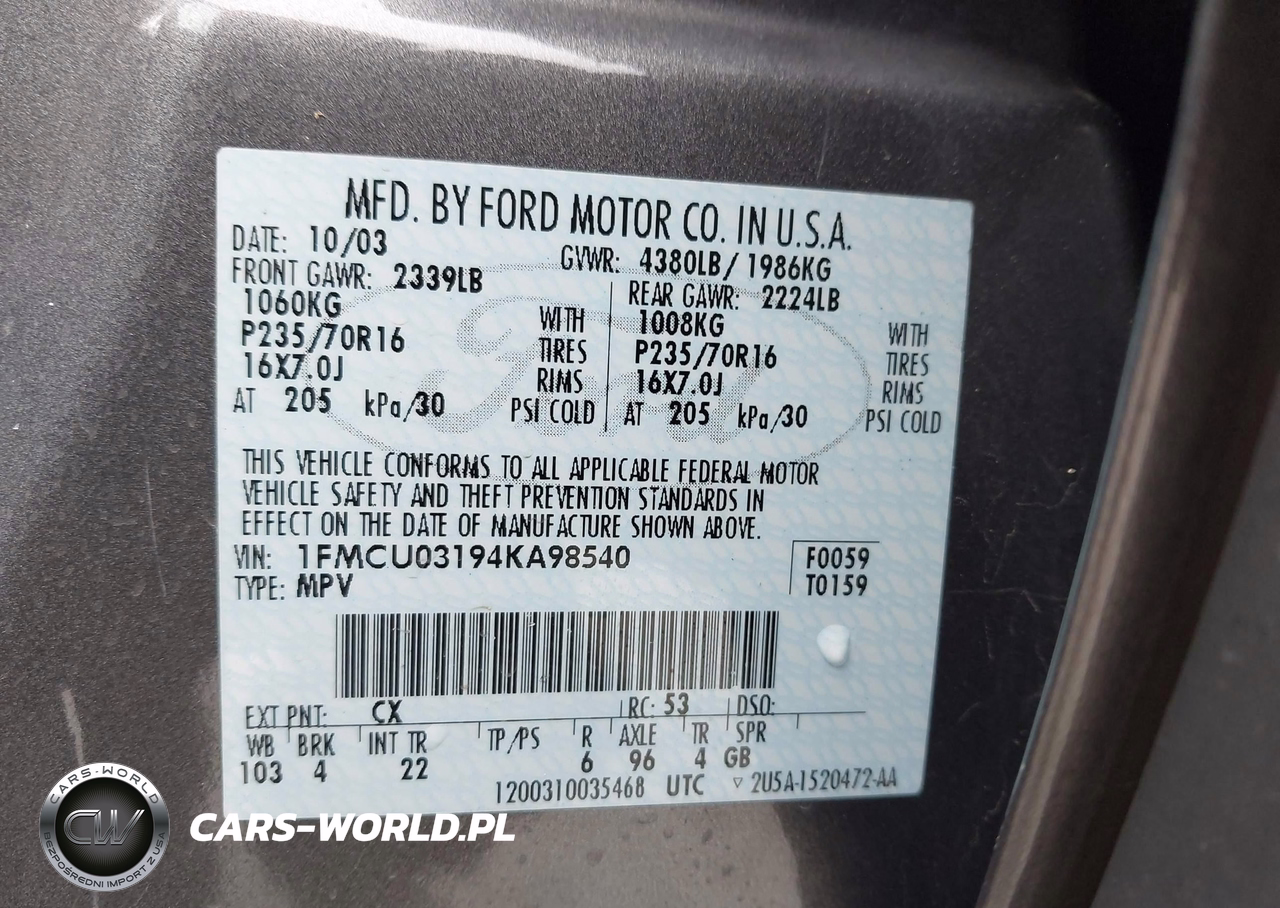 MFD. BY FORD MOTOR CO. IN U.S.A.
DATE: 10/03 GVWR: 4380LB/ 1986KG
FRONT GAWR: 2339LB REAR GAWR: 2224LB
1060KG WITH 1008KG WITH
P235/70R16 TIRES P235/70R16 TIRES
16X7.0J RIMS 16X7.0J RIMS
AT 205 kPa/30 PSI COLD AT 205 kPa/30 PSI COLD
Ford
THIS VEHICLE CONFORMS TO ALL APPLICABLE FEDERAL MOTOR
VEHICLE SAFETY AND THEFT PREVENTION STANDARDS IN
EFFECT ON THE DATE OF MANUFACTURE SHOWN ABOVE.
VIN: 1FMCU03194KA98540 F0059
TYPE: MPV T0159
EXT PNT: CX RC: 53 DSO:
WB BRK INT TR TP/PS R AXLE TR SPR
103 4 22 6 96 4 GB
1200310035468 UTC ▽ 2U5A-1520472-AA
CARS-WORLD
CW
BEZPOŚREDNI IMPORT Z USA
CARS-WORLD.PL